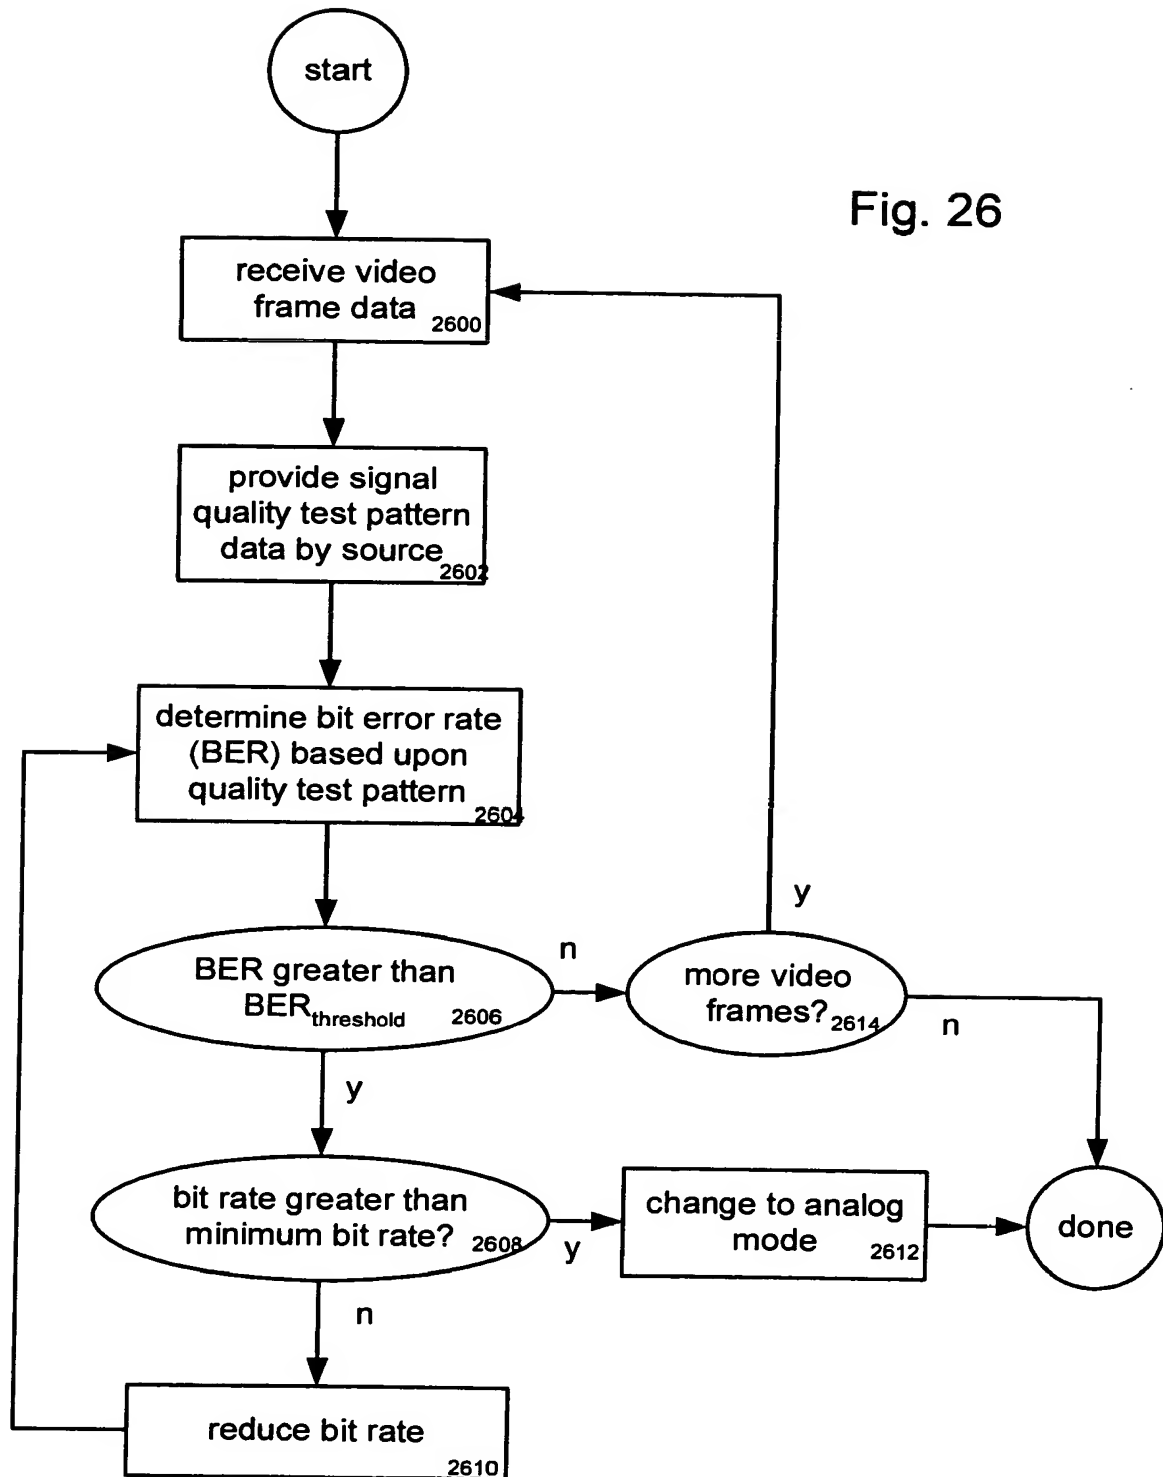 start
Fig. 26
receive video
frame data
2600
provide signal
quality test pattern
data by source
2602
determine bit error rate
(BER) based upon
quality test pattern
2604
y
n
BER greater than
BERthreshold
2606
more video
frames?
2614
n
y
bit rate greater than
minimum bit rate?
2608
y
change to analog
mode
2612
done
n
reduce bit rate
2610